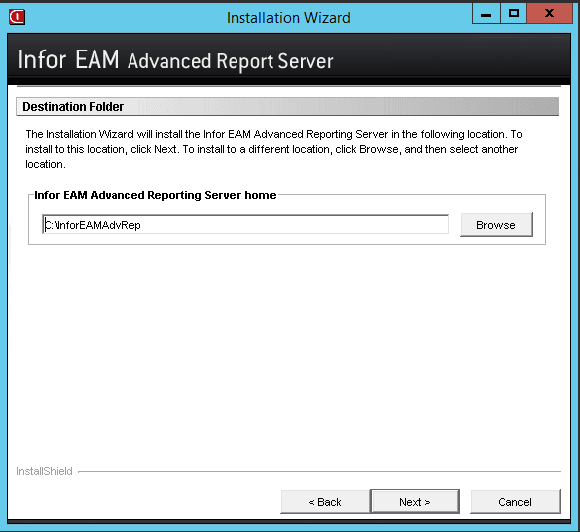 Installation Wizard
Infor EAM Advanced Report Server
Destination Folder
The Installation Wizard will install the Infor EAM Advanced Reporting Server in the following location. To
install to this location, click Next. To install to a different location, click Browse, and then select another
location.
Infor EAM Advanced Reporting Server home
C:\InforEAMAdvRep
Browse
InstallShield
< Back
Next >
Cancel